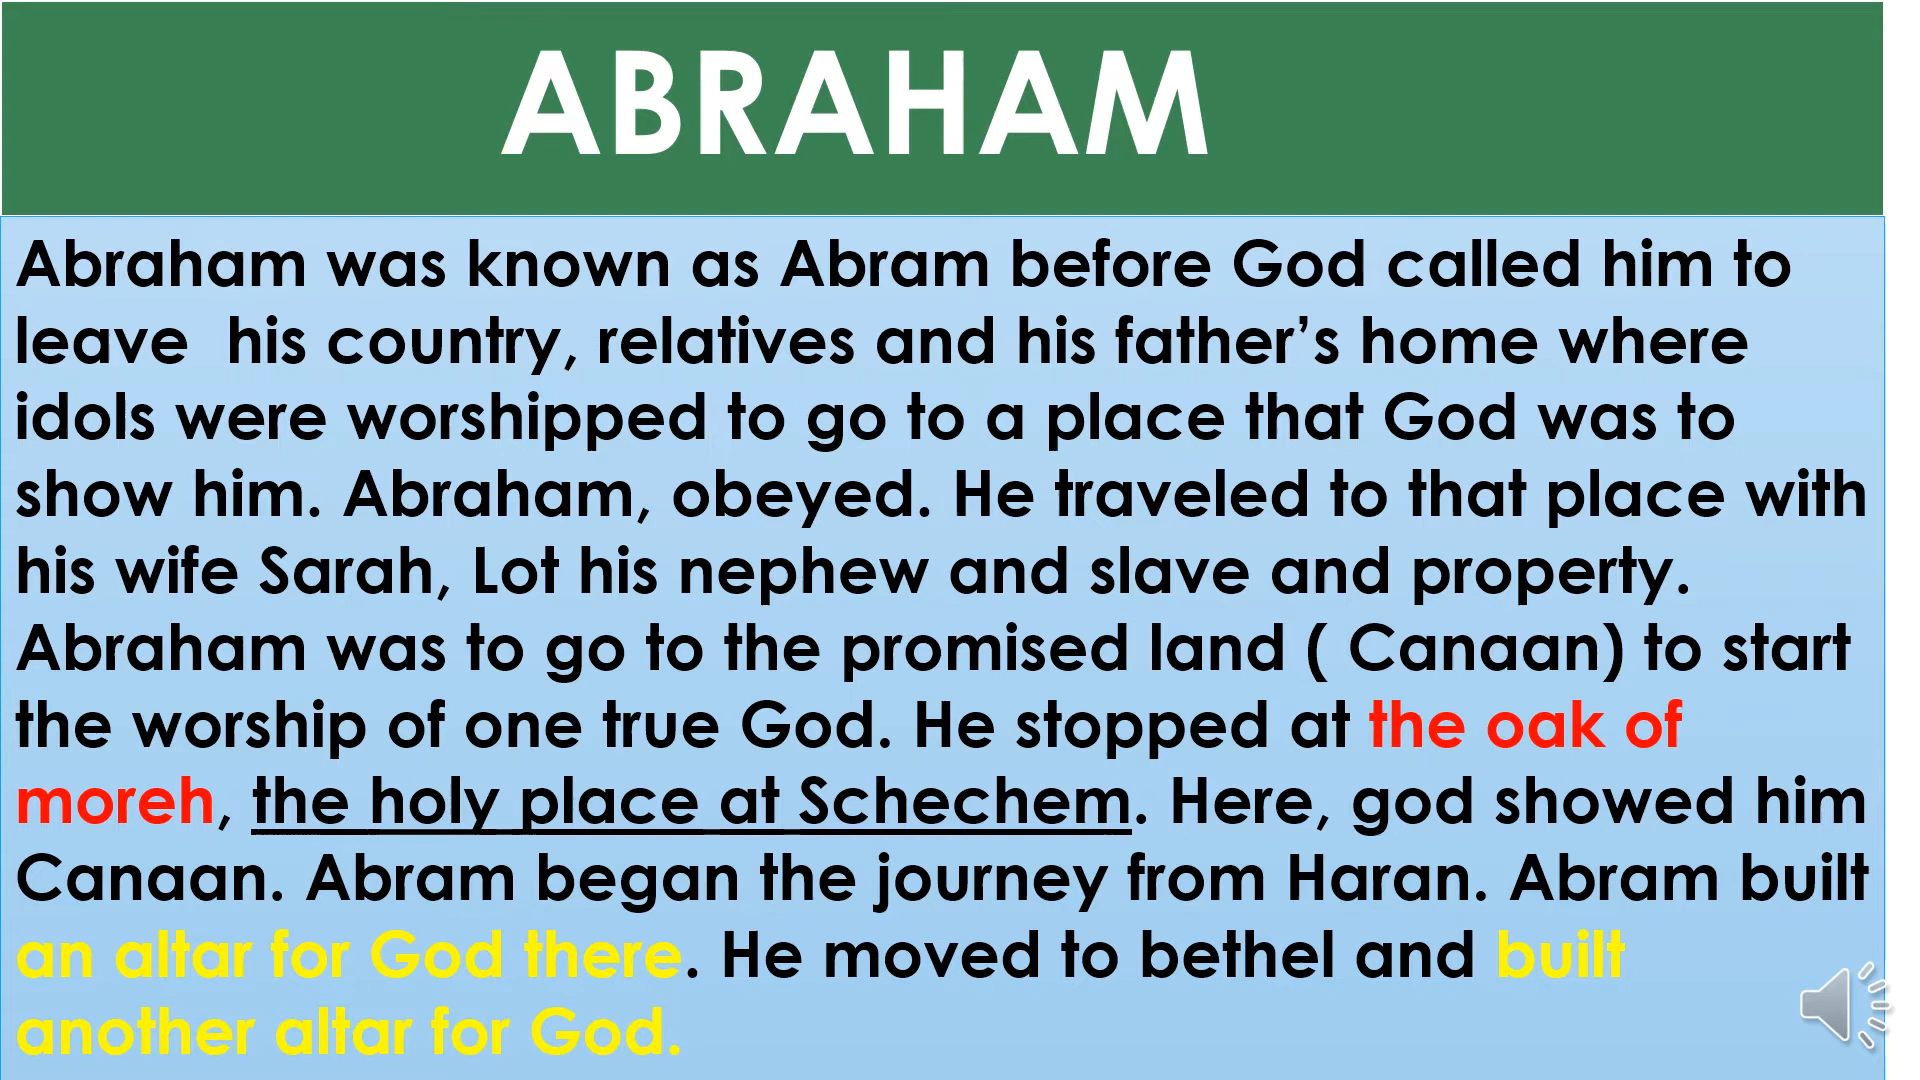 ABRAHAM
Abraham was known as Abram before God called him to
leave  his country, relatives and his father’s home where
idols were worshipped to go to a place that God was to
show him. Abraham, obeyed. He traveled to that place with
his wife Sarah, Lot his nephew and slave and property.
Abraham was to go to the promised land ( Canaan) to start
the worship of one true God. He stopped at the oak of
moreh, the holy place at Schechem. Here, god showed him
Canaan. Abram began the journey from Haran. Abram built
an altar for God there. He moved to bethel and built
another altar for God.